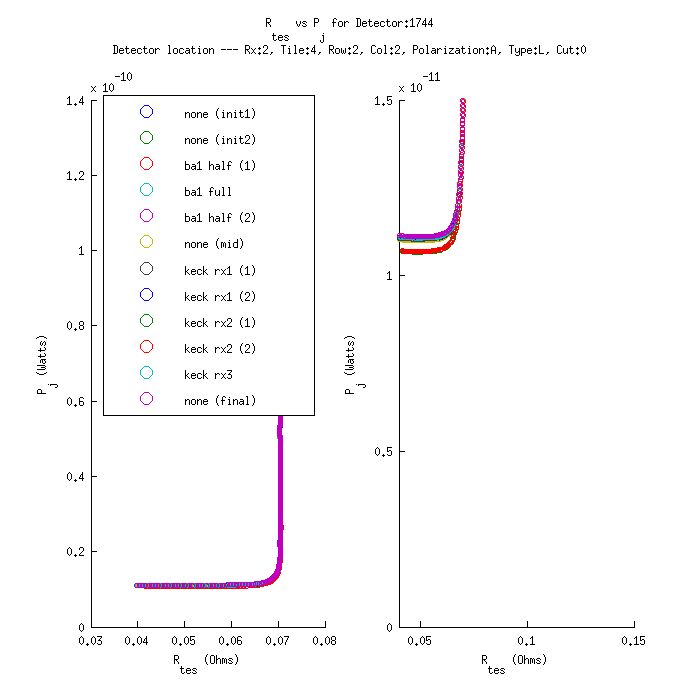 R tes vs P j for Detector:1744
Detector location --- Rx:2, Tile:4, Row:2, Col:2, Polarization:A, Type:L, Cut:0
x 10-10
x 10-11
1.4
1.2
1
0.8
0.6
0.4
0.2
0
none (init1)
none (init2)
ba1 half (1)
ba1 full
ba1 half (2)
none (mid)
keck rx1 (1)
keck rx1 (2)
keck rx2 (1)
keck rx2 (2)
keck rx3
none (final)
P j (Watts)
0.03 0.04 0.05 0.06 0.07 0.08
R tes (Ohms)
1.5
1
0.5
0
P j (Watts)
0.05 0.1 0.15
R tes (Ohms)